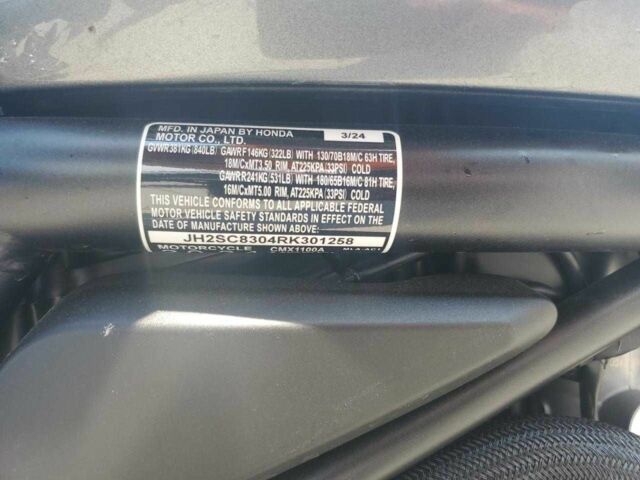 MFD. IN JAPAN BY HONDA 3/24
MOTOR CO., LTD.
GVWR381KG(840LB) GAWRF146KG(322LB) WITH 130/70B18M/C 63H TIRE,
18M/CxMT3.50 RIM, AT225KPA(33PSI) COLD
GAWRR241KG(531LB) WITH 180/65B16M/C 81H TIRE,
16M/CxMT5.00 RIM, AT225KPA(33PSI) COLD
THIS VEHICLE CONFORMS TO ALL APPLICABLE FEDERAL
MOTOR VEHICLE SAFETY STANDARDS IN EFFECT ON THE
DATE OF MANUFACTURE SHOWN ABOVE:
JH2SC8304RK301258
MOTORCYCLE CMX1100A